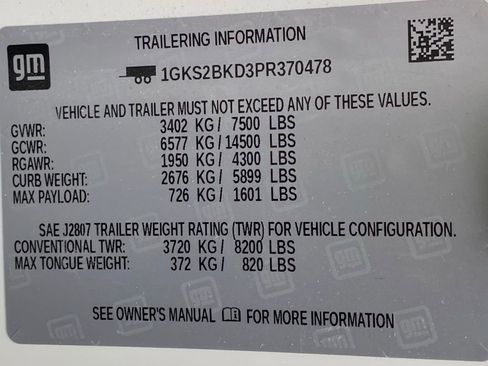 gm
TRAILERING INFORMATION
1GKS2BKD3PR370478
VEHICLE AND TRAILER MUST NOT EXCEED ANY OF THESE VALUES.
GVWR: 3402 KG / 7500 LBS
GCWR: 6577 KG / 14500 LBS
RGAWR: 1950 KG / 4300 LBS
CURB WEIGHT: 2676 KG / 5899 LBS
MAX PAYLOAD: 726 KG / 1601 LBS
SAE J2807 TRAILER WEIGHT RATING (TWR) FOR VEHICLE CONFIGURATION.
CONVENTIONAL TWR: 3720 KG / 8200 LBS
MAX TONGUE WEIGHT: 372 KG / 820 LBS
SEE OWNER'S MANUAL FOR MORE INFORMATION